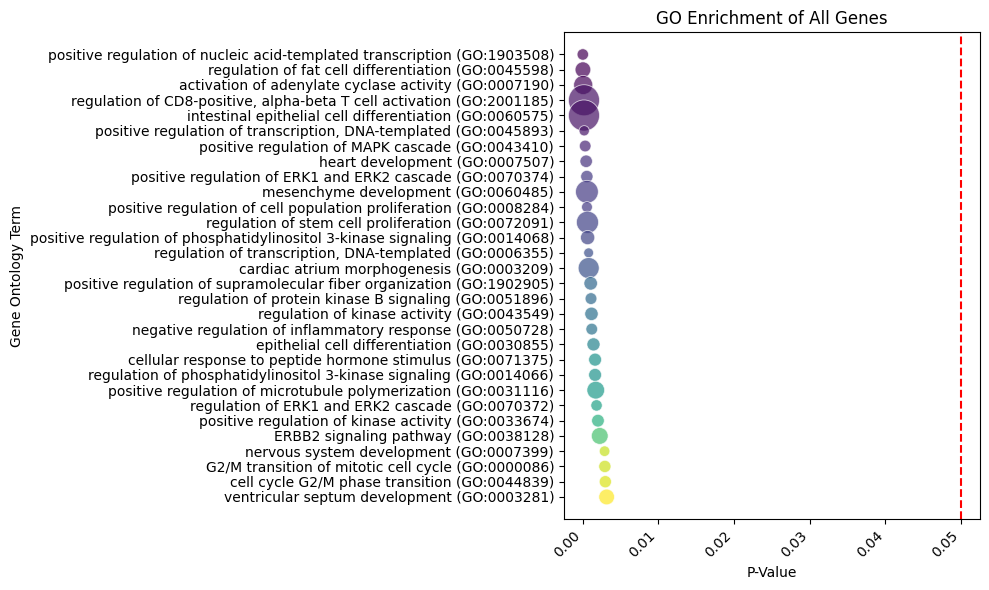 GO Enrichment of All Genes
Gene Ontology Term
positive regulation of nucleic acid-templated transcription (GO:1903508)
regulation of fat cell differentiation (GO:0045598)
activation of adenylate cyclase activity (GO:0007190)
regulation of CD8-positive, alpha-beta T cell activation (GO:2001185)
intestinal epithelial cell differentiation (GO:0060575)
positive regulation of transcription, DNA-templated (GO:0045893)
positive regulation of MAPK cascade (GO:0043410)
heart development (GO:0007507)
positive regulation of ERK1 and ERK2 cascade (GO:0070374)
mesenchyme development (GO:0060485)
positive regulation of cell population proliferation (GO:0008284)
regulation of stem cell proliferation (GO:0072091)
positive regulation of phosphatidylinositol 3-kinase signaling (GO:0014068)
regulation of transcription, DNA-templated (GO:0006355)
cardiac atrium morphogenesis (GO:0003209)
positive regulation of supramolecular fiber organization (GO:1902905)
regulation of protein kinase B signaling (GO:0051896)
regulation of kinase activity (GO:0043549)
negative regulation of inflammatory response (GO:0050728)
epithelial cell differentiation (GO:0030855)
cellular response to peptide hormone stimulus (GO:0071375)
regulation of phosphatidylinositol 3-kinase signaling (GO:0014066)
positive regulation of microtubule polymerization (GO:0031116)
regulation of ERK1 and ERK2 cascade (GO:0070372)
positive regulation of kinase activity (GO:0033674)
ERBB2 signaling pathway (GO:0038128)
nervous system development (GO:0007399)
G2/M transition of mitotic cell cycle (GO:0000086)
cell cycle G2/M phase transition (GO:0044839)
ventricular septum development (GO:0003281)
0.00 0.01 0.02 0.03 0.04 0.05
P-Value